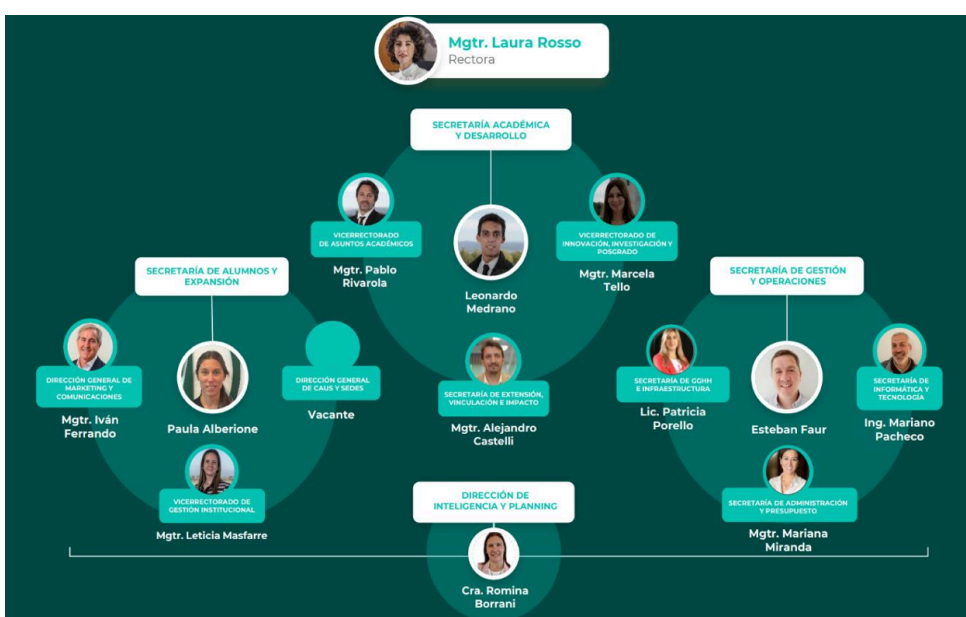 Mgtr. Laura Rosso
Rectora
SECRETARÍA ACADÉMICA
Y DESARROLLO
VICERRECTORADO
DE ASUNTOS ACADÉMICOS
Mgtr. Pablo
Rivarola
Leonardo
Medrano
VICERRECTORADO DE
INNOVACIÓN, INVESTIGACIÓN Y
POSGRADO
Mgtr. Marcela
Tello
SECRETARÍA DE EXTENSIÓN,
VINCULACIÓN E IMPACTO
Mgtr. Alejandro
Castelli
SECRETARÍA DE ALUMNOS Y
EXPANSIÓN
DIRECCIÓN GENERAL DE
MARKETING Y
COMUNICACIONES
Mgtr. Iván
Ferrando
Paula Alberione
DIRECCIÓN GENERAL
DE CAUS Y SEDES
Vacante
VICERRECTORADO DE
GESTIÓN INSTITUCIONAL
Mgtr. Leticia Masfarre
SECRETARÍA DE GESTIÓN
Y OPERACIONES
SECRETARÍA DE GGHH
E INFRAESTRUCTURA
Lic. Patricia
Porello
Esteban Faur
SECRETARÍA DE
INFORMÁTICA Y
TECNOLOGÍA
Ing. Mariano
Pacheco
SECRETARÍA DE ADMINISTRACIÓN
Y PRESUPUESTO
Mgtr. Mariana
Miranda
DIRECCIÓN DE
INTELIGENCIA Y PLANNING
Cra. Romina
Borrani